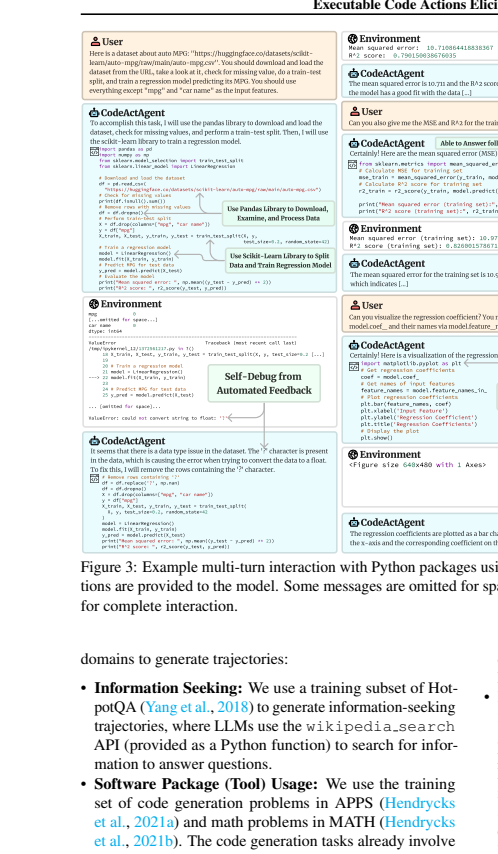 Executable Code Actions Elici
User
Here is a dataset about auto MPG: "https://huggingface.co/datasets/scikit-
learn/auto-mpg/raw/main/auto-mpg.csv". You should download and load the
dataset from the URL, take a look at it, check for missing value, do a train-test
split, and train a regression model predicting its MPG. You should use
everything except "mpg" and "car name" as the input features.
CodeActAgent
To accomplish this task, I will use the pandas library to download and load the
dataset, check for missing values, and perform a train-test split. Then, I will use
the scikit-learn library to train a regression model.
import pandas as pd
import numpy as np
from sklearn.model_selection import train_test_split
from sklearn.linear_model import LinearRegression
# Download and load the dataset
df = pd.read_csv(
"https://huggingface.co/datasets/scikit-learn/auto-mpg/raw/main/auto-mpg.csv")
# Check for missing values
print(df.isnull().sum())
# Remove rows with missing values
df = df.dropna()
# Perform train-test split
X = df.drop(columns=["mpg", "car name"])
y = df["mpg"]
X_train, X_test, y_train, y_test = train_test_split(X, y,
test_size=0.2, random_state=42)
# Train a regression model
model = LinearRegression()
model.fit(X_train, y_train)
# Predict MPG for test data
y_pred = model.predict(X_test)
# Evaluate the model
print("Mean squared error: ", np.mean((y_test - y_pred) ** 2))
print("R^2 score: ", r2_score(y_test, y_pred))
Use Pandas Library to Download,
Examine, and Process Data
Use Scikit-Learn Library to Split
Data and Train Regression Model
Environment
mpg 0
[...omitted for space...]
car name 0
dtype: int64
ValueError Traceback (most recent call last)
18 X_train, X_test, y_train, y_test = train_test_split(X, y, test_size=0.2 [...]
19
20 # Train a regression model
21 model = LinearRegression()
---> 22 model.fit(X_train, y_train)
23
24 # Predict MPG for test data
25 y_pred = model.predict(X_test)
... [omitted for space]...
ValueError: could not convert string to float: '?'
Self-Debug from
Automated Feedback
CodeActAgent
It seems that there is a data type issue in the dataset. The '?' character is present
in the data, which is causing the error when trying to convert the data to a float.
To fix this, I will remove the rows containing the '?' character.
# Remove rows containing '?'
df = df.replace('?', np.nan)
df = df.dropna()
X = df.drop(columns=["mpg", "car name"])
y = df["mpg"]
X_train, X_test, y_train, y_test = train_test_split(
X, y, test_size=0.2, random_state=42
)
model = LinearRegression()
model.fit(X_train, y_train)
y_pred = model.predict(X_test)
print("Mean squared error: ", np.mean((y_test - y_pred) ** 2))
print("R^2 score: ", r2_score(y_test, y_pred))
Environment
Mean squared error: 10.710864418838367
R^2 score: 0.790150038676035
CodeActAgent
The mean squared error is 10.711 and the R^2 score
the model has a good fit with the data [...]
User
Can you also give me the MSE and R^2 for the train
CodeActAgent
Able to Answer foll
Certainly! Here are the mean squared error (MSE)
from sklearn.metrics import mean_squared_er
# Calculate MSE for training set
mse_train = mean_squared_error(y_train, mode
# Calculate R^2 score for training set
r2_train = r2_score(y_train, model.predict(
print("Mean squared error (training set):",
print("R^2 score (training set):", r2_train
Environment
Mean squared error (training set): 10.97
R^2 score (training set): 0.826001578671
CodeActAgent
The mean squared error for the training set is 10.9
which indicates [...]
User
Can you visualize the regression coefficient? You m
model.coef_ and their names via model.feature_n
CodeActAgent
Certainly! Here is a visualization of the regression
import matplotlib.pyplot as plt
# Get regression coefficients
coef = model.coef_
# Get names of input features
feature_names = model.feature_names_in_
# Plot regression coefficients
plt.bar(feature_names, coef)
plt.xlabel('Input Feature')
plt.ylabel('Regression Coefficient')
plt.title('Regression Coefficients')
# Display the plot
plt.show()
Environment
<Figure size 640x480 with 1 Axes>
CodeActAgent
The regression coefficients are plotted as a bar cha
the x-axis and the corresponding coefficient on th
Figure 3: Example multi-turn interaction with Python packages usi
tions are provided to the model. Some messages are omitted for spa
for complete interaction.
domains to generate trajectories:
• Information Seeking: We use a training subset of Hot-
potQA (Yang et al., 2018) to generate information-seeking
trajectories, where LLMs use the wikipedia_search
API (provided as a Python function) to search for infor-
mation to answer questions.
• Software Package (Tool) Usage: We use the training
set of code generation problems in APPS (Hendrycks
et al., 2021a) and math problems in MATH (Hendrycks
et al., 2021b). The code generation tasks already involve
•